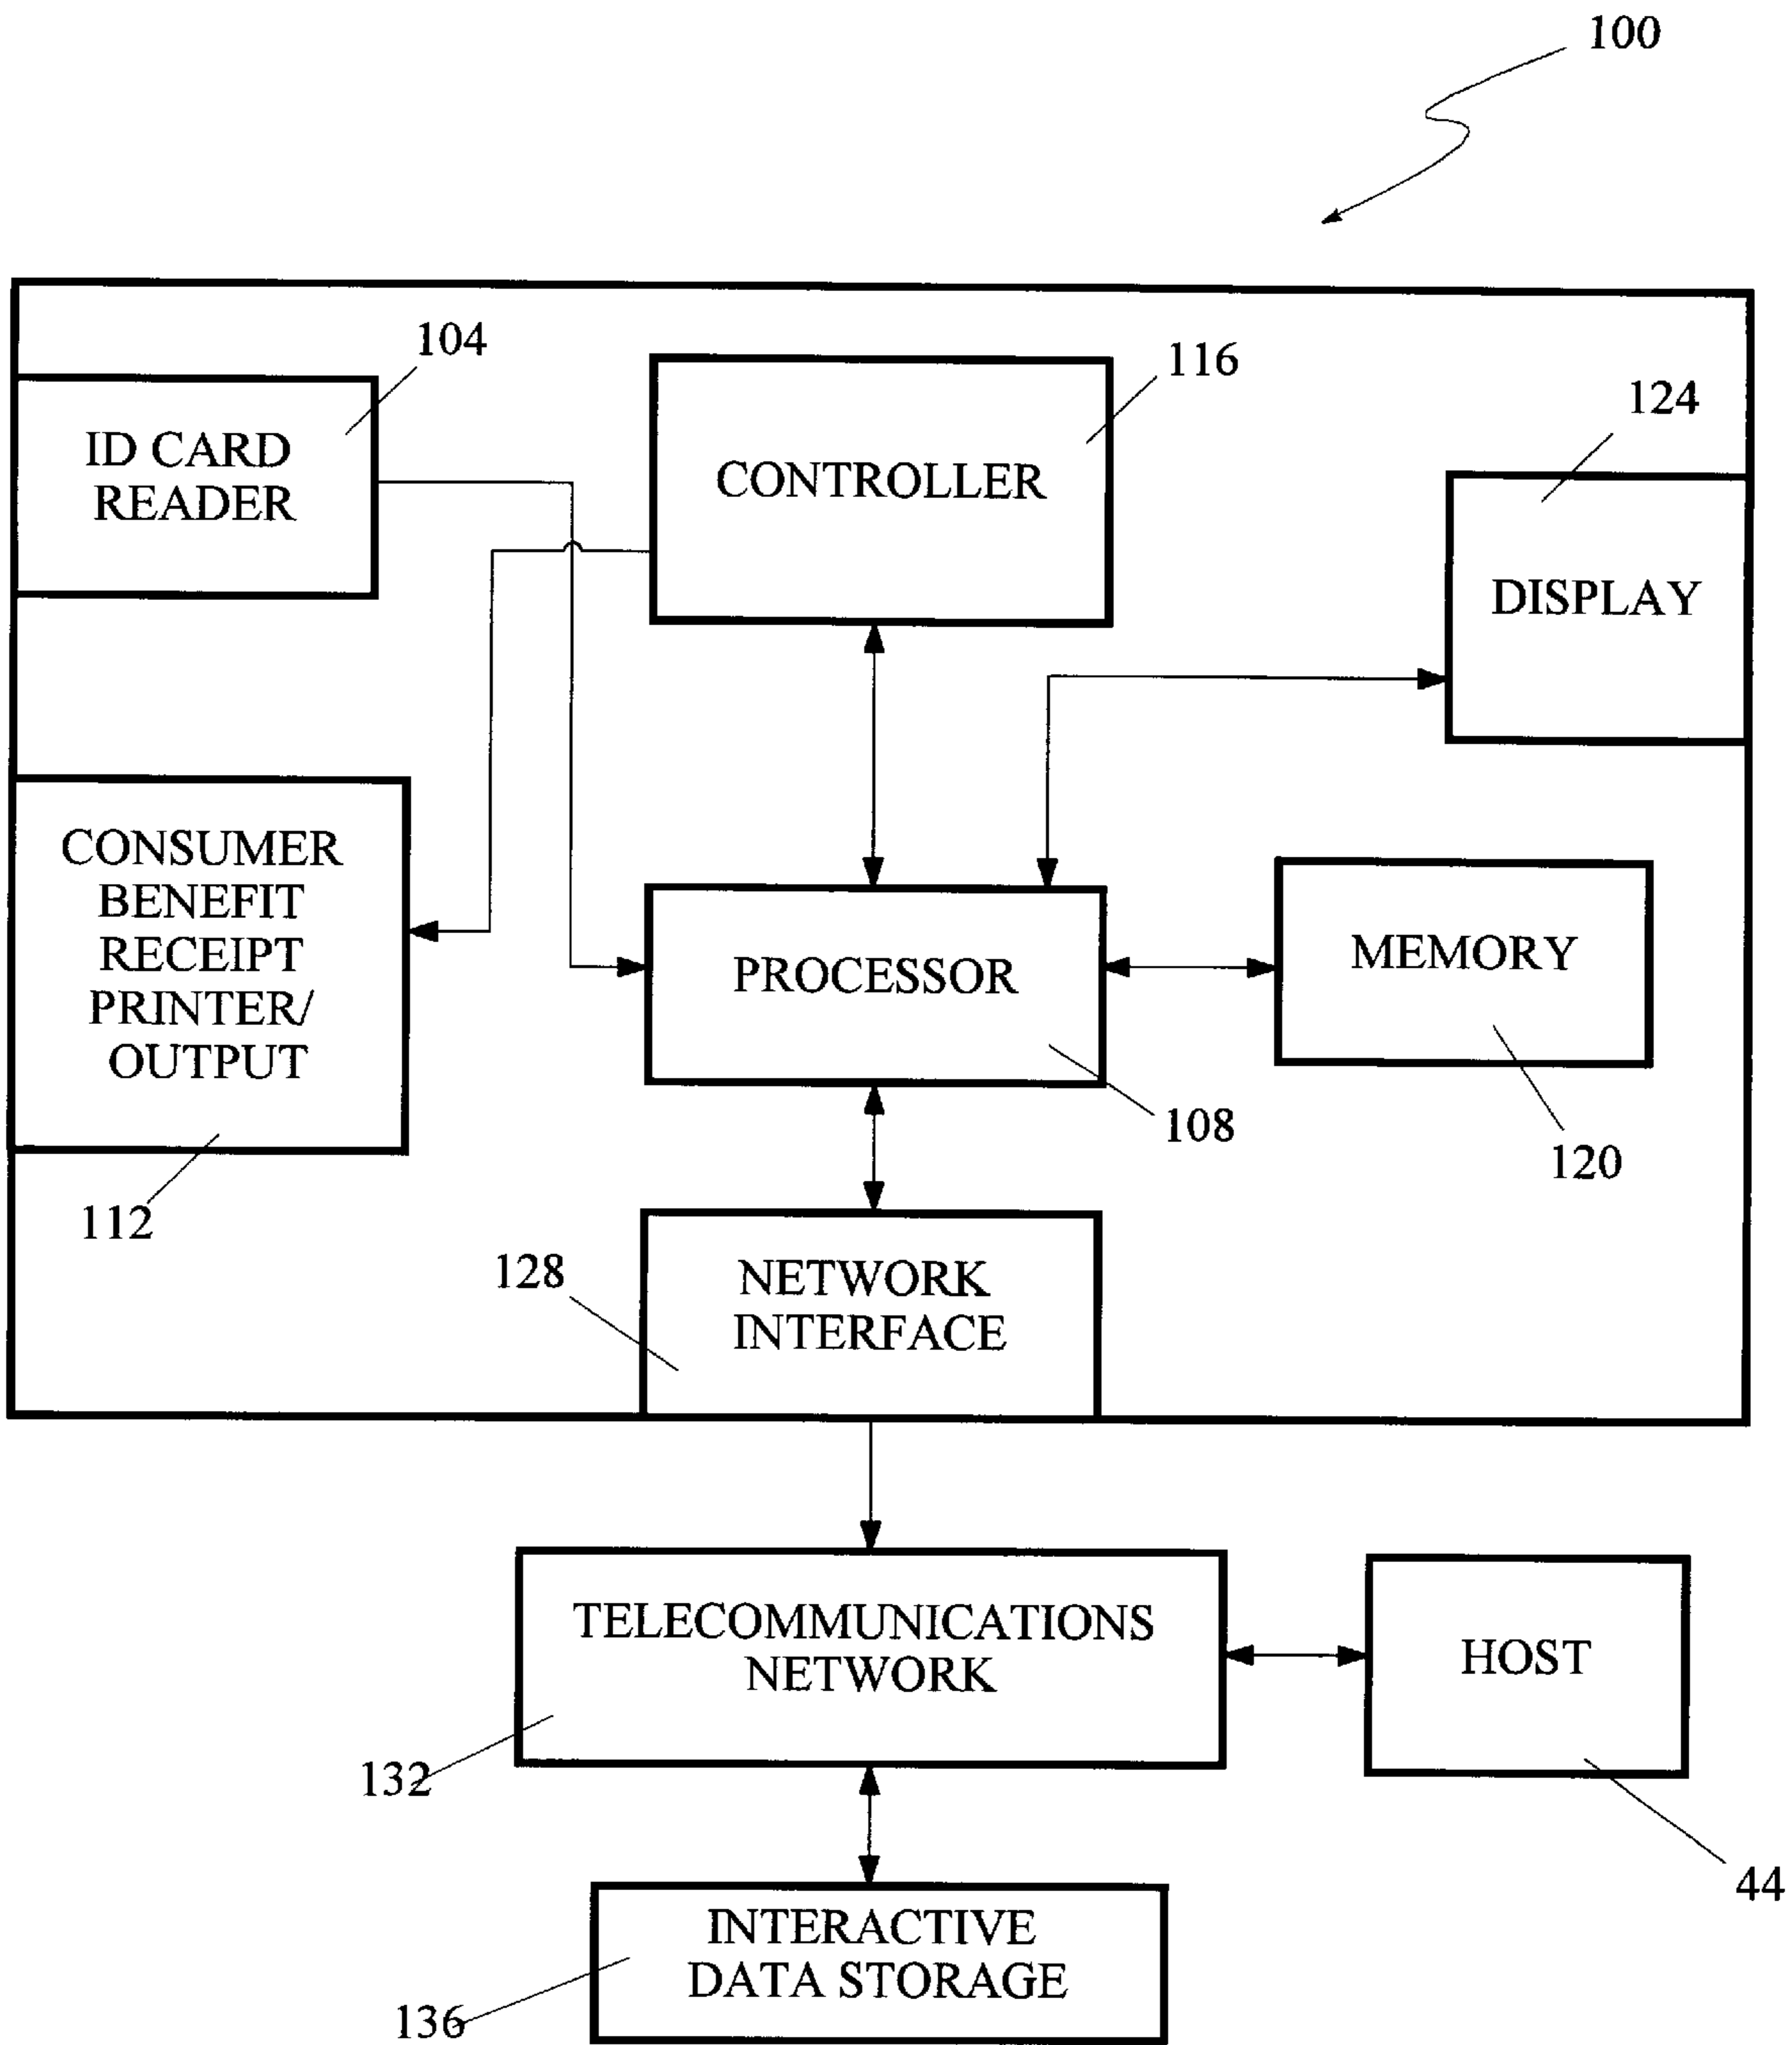 100
104
ID CARD
READER
116
CONTROLLER
124
DISPLAY
CONSUMER
BENEFIT
RECEIPT
PRINTER/
OUTPUT
112
PROCESSOR
108
MEMORY
120
128
NETWORK
INTERFACE
TELECOMMUNICATIONS
NETWORK
132
HOST
44
INTERACTIVE
DATA STORAGE
136